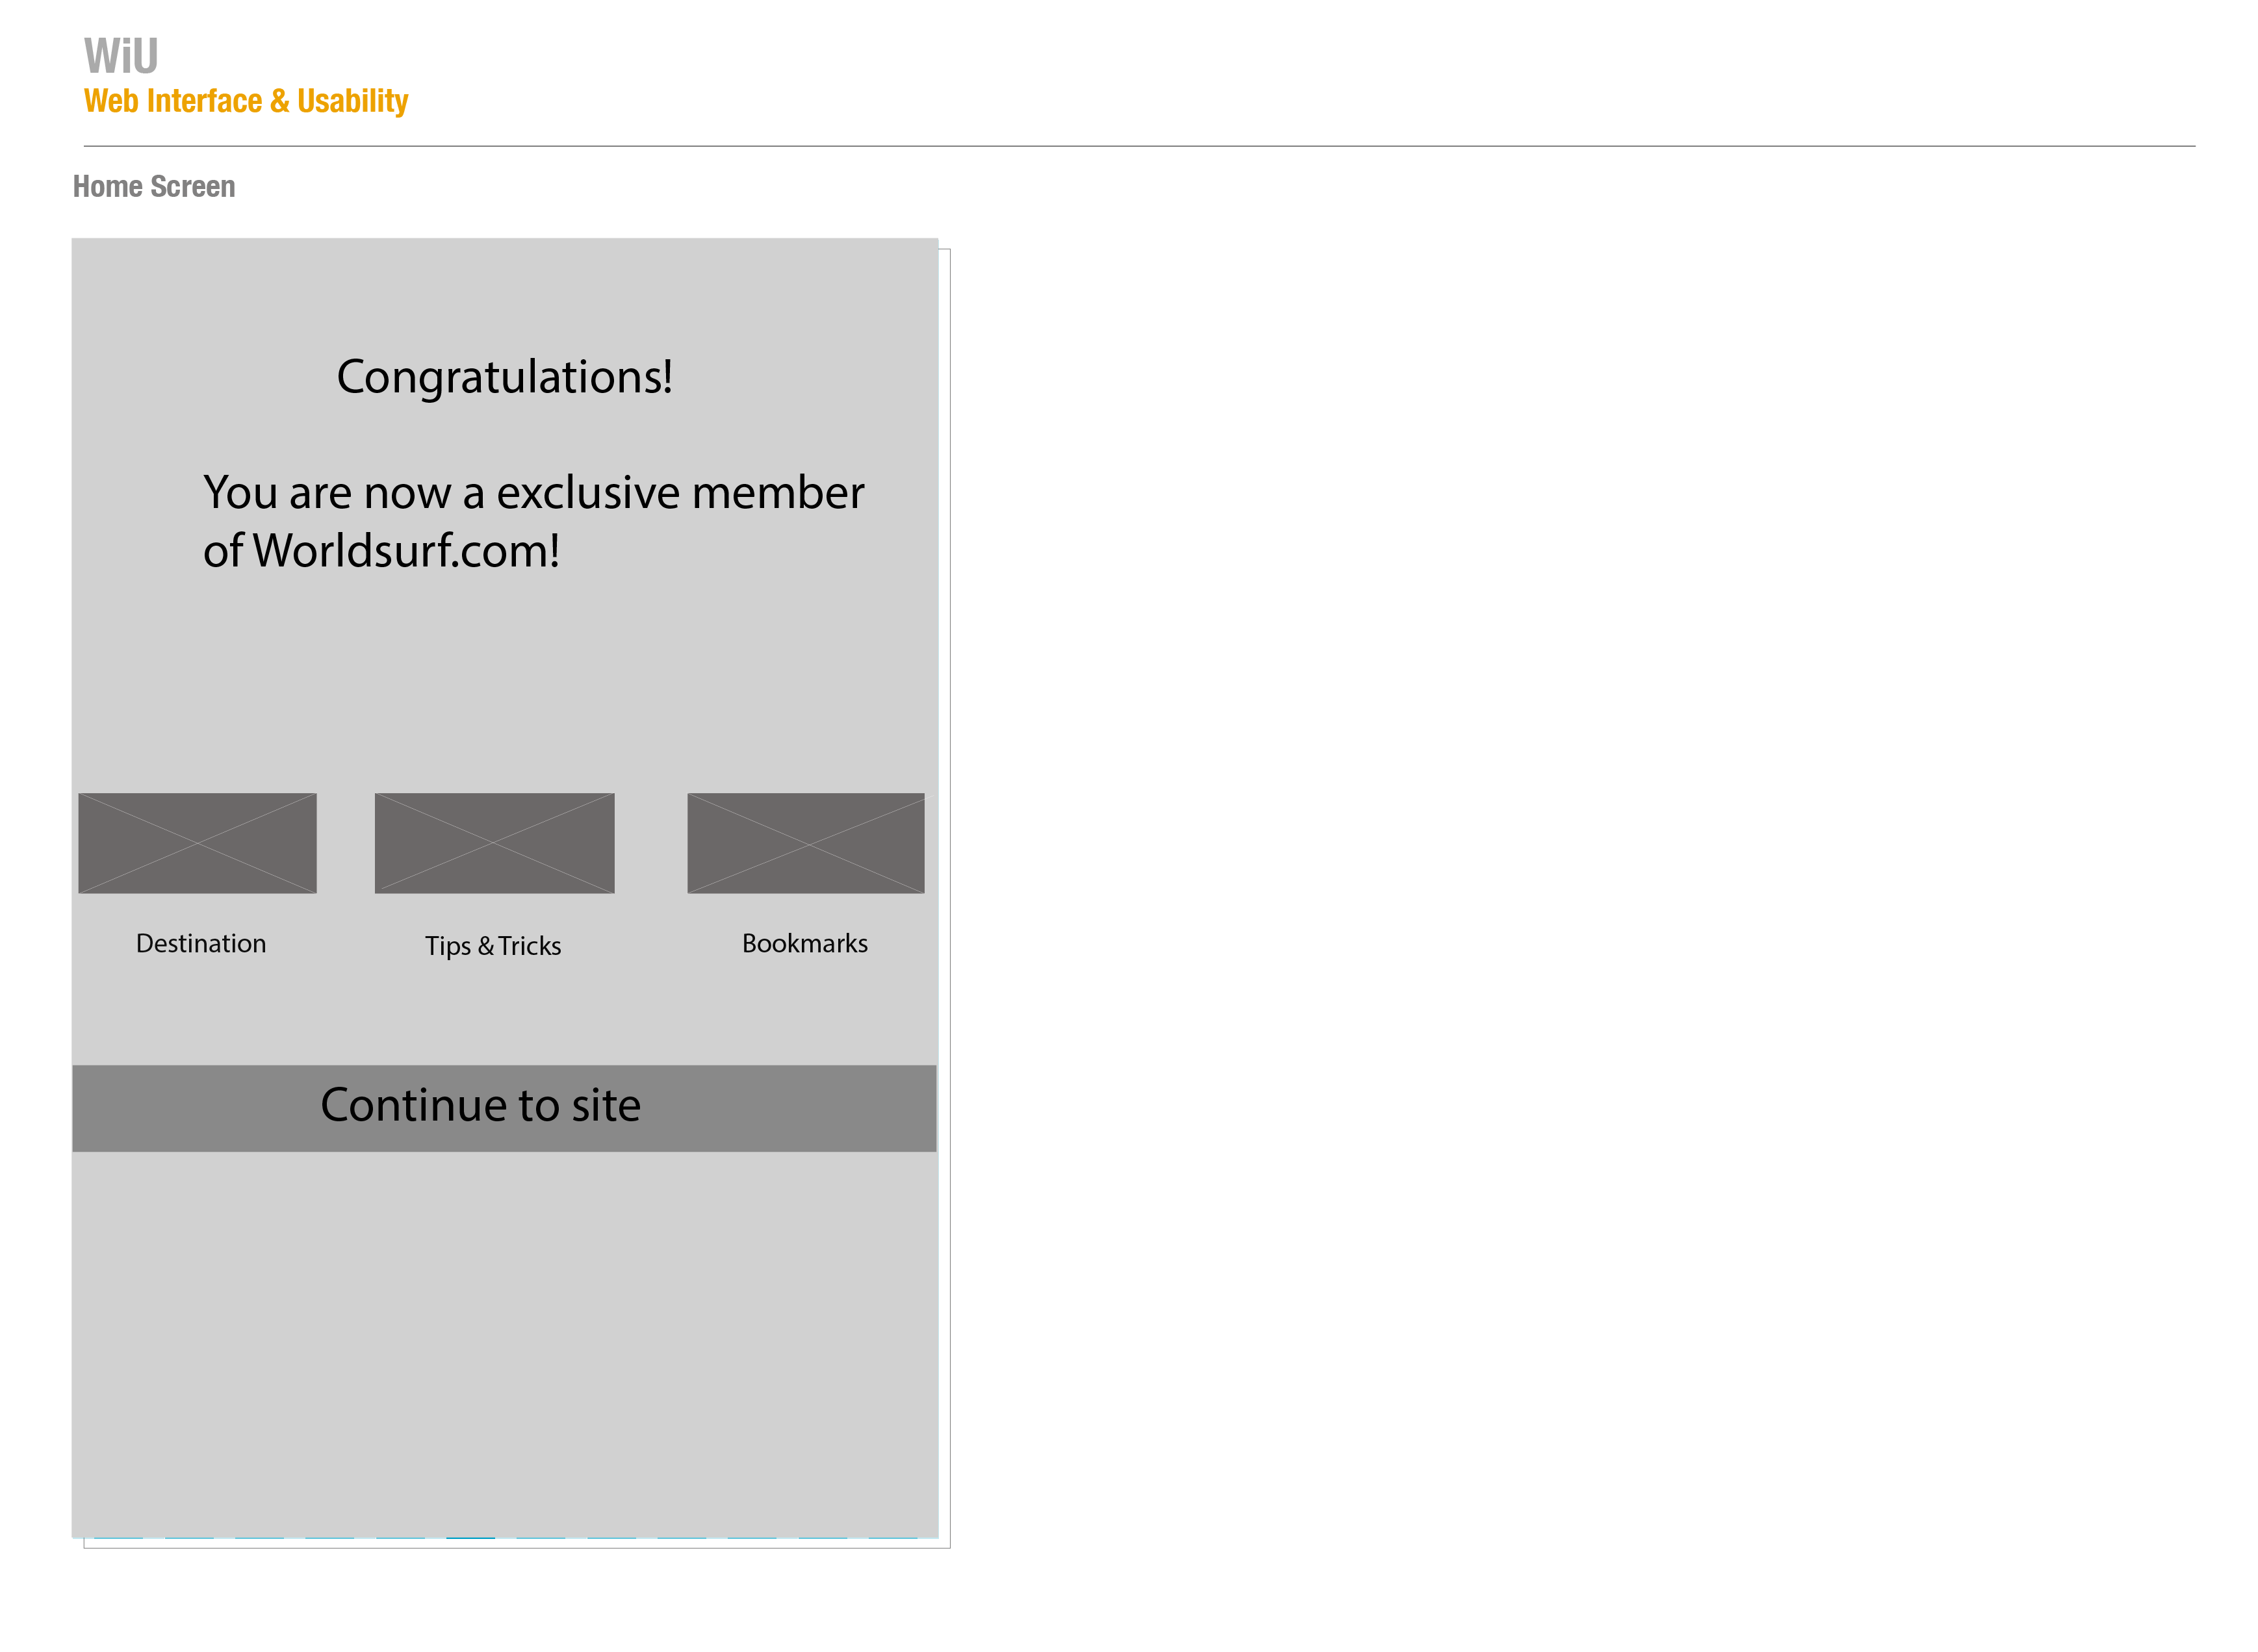 WiU
Web Interface & Usability
Home Screen
Congratulations!
You are now a exclusive member
of Worldsurf.com!
Destination
Tips & Tricks
Bookmarks
Continue to site